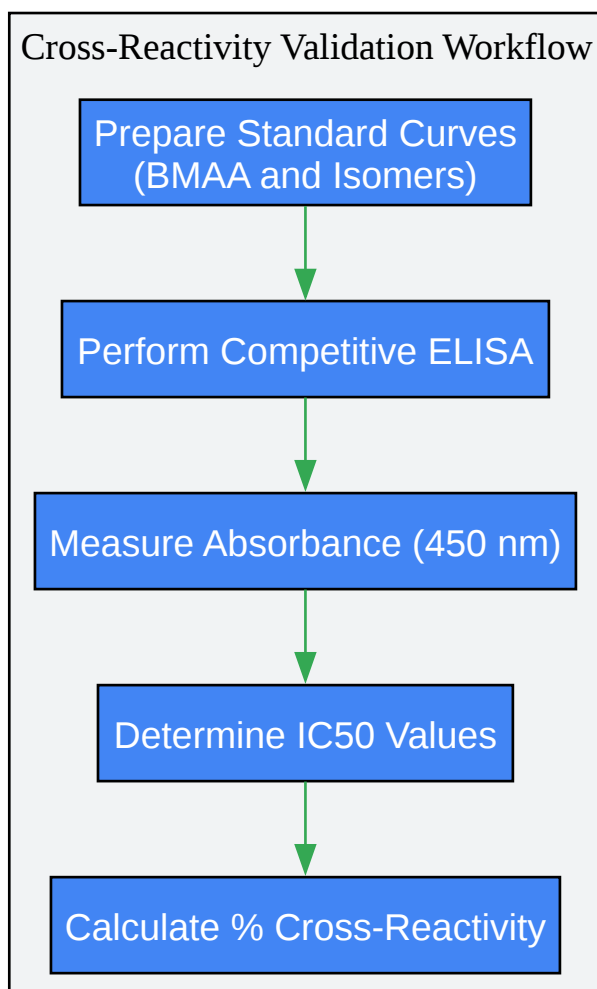 Cross-Reactivity Validation Workflow
Prepare Standard Curves
(BMAA and Isomers)
Perform Competitive ELISA
Measure Absorbance (450 nm)
Determine IC50 Values
Calculate % Cross-Reactivity